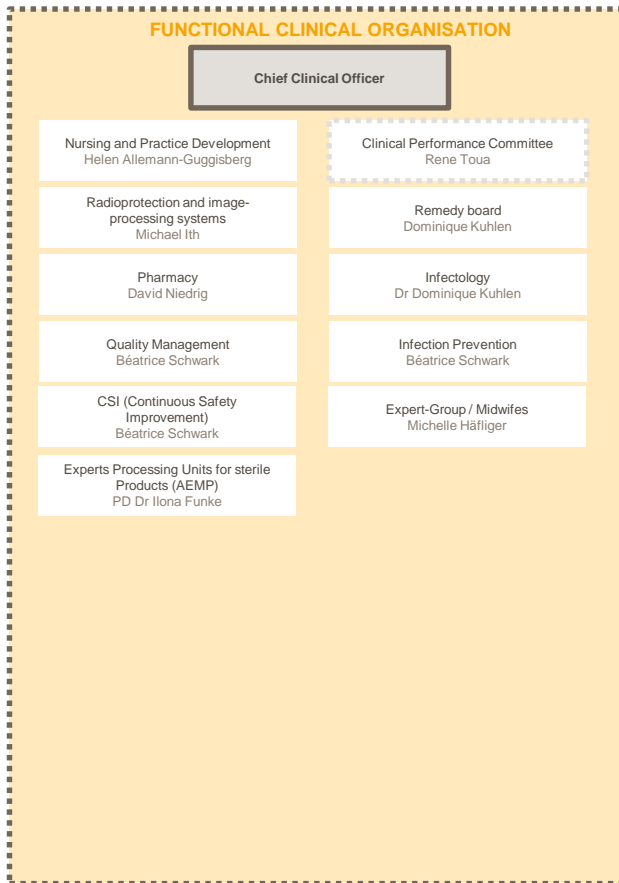 FUNCTIONAL CLINICAL ORGANISATION
Chief Clinical Officer
Nursing and Practice Development
Helen Allemann-Guggisberg
Clinical Performance Committee
Rene Toua
Radioprotection and image-
processing systems
Michael Ith
Remedy board
Dominique Kuhlen
Pharmacy
David Niedrig
Infectology
Dr Dominique Kuhlen
Quality Management
Béatrice Schwark
Infection Prevention
Béatrice Schwark
CSI (Continuous Safety
Improvement)
Béatrice Schwark
Expert-Group / Midwifes
Michelle Häfliger
Experts Processing Units for sterile
Products (AEMP)
PD Dr Ilona Funke